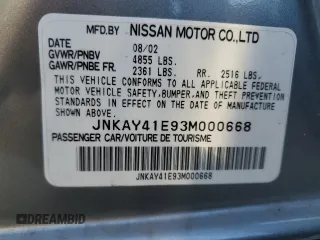 MFD.BY NISSAN MOTOR CO.,LTD
DATE 08/02
GVWR/PNBV 4855 LBS.
GAWR/PNBE FR. 2361 LBS. RR. 2516 LBS.
THIS VEHICLE CONFORMS TO ALL APPLICABLE FEDERAL
MOTOR VEHICLE SAFETY, BUMPER, AND THEFT PREVENTION
STANDARDS IN EFFECT ON THE DATE OF MANUFACTURE
SHOWN ABOVE.
JNKAY41E93M000668
PASSENGER CAR/VOITURE DE TOURISME
JNKAY41E93M000668
DREAMBID